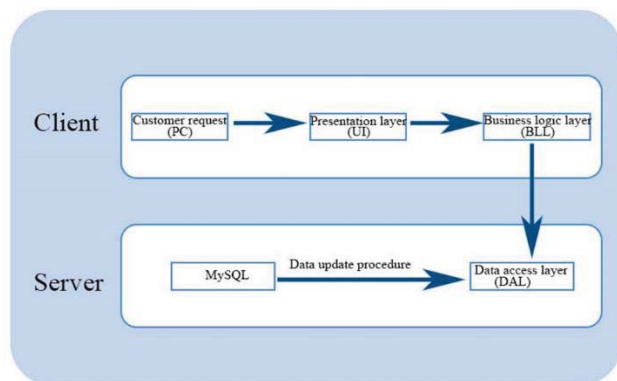 Client
Customer request
(PC)
Presentation layer
(UI)
Business logic layer
(BLL)
Server
MySQL
Data update procedure
Data access layer
(DAL)